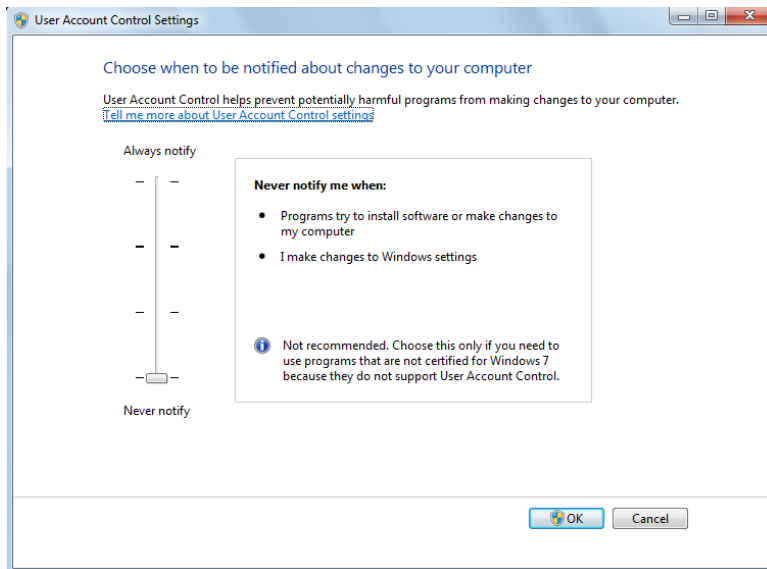 User Account Control Settings
Choose when to be notified about changes to your computer
User Account Control helps prevent potentially harmful programs from making changes to your computer.
Tell me more about User Account Control settings
Always notify
Never notify me when:
Programs try to install software or make changes to
my computer
I make changes to Windows settings
Not recommended. Choose this only if you need to
use programs that are not certified for Windows 7
because they do not support User Account Control.
Never notify
OK
Cancel